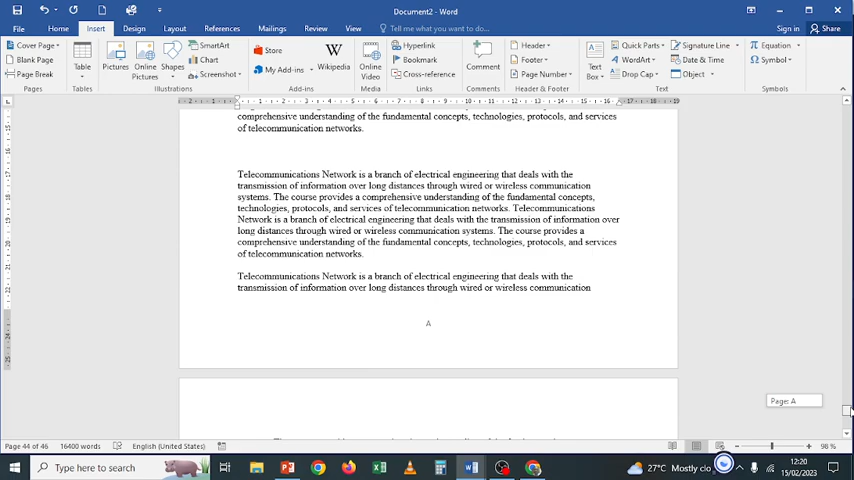 Document2 - Word
Sign in
Share
File
Home
Insert
Design
Layout
References
Mailings
Review
View
Tell me what you want to do...
Cover Page
Blank Page
Page Break
Pages
Table
Tables
Pictures
Online Pictures
Shapes
SmartArt
Chart
Screenshot
Illustrations
Store
My Add-ins
Add-ins
W
Wikipedia
Online Video
Media
Hyperlink
Bookmark
Cross-reference
Links
Comment
Comments
Header
Footer
Page Number
Header & Footer
Text Box
Quick Parts
WordArt
Drop Cap
Signature Line
Date & Time
Object
Text
Equation
Symbol
Symbols
comprehensive understanding of the fundamental concepts, technologies, protocols, and services
of telecommunication networks.
Telecommunications Network is a branch of electrical engineering that deals with the
transmission of information over long distances through wired or wireless communication
systems. The course provides a comprehensive understanding of the fundamental concepts,
technologies, protocols, and services of telecommunication networks. Telecommunications
Network is a branch of electrical engineering that deals with the transmission of information over
long distances through wired or wireless communication systems. The course provides a
comprehensive understanding of the fundamental concepts, technologies, protocols, and services
of telecommunication networks.
Telecommunications Network is a branch of electrical engineering that deals with the
transmission of information over long distances through wired or wireless communication
A
Page: A
Page 44 of 46
16400 words
English (United Kingdom)
98 %
Type here to search
27°C Mostly clo
12:20
15/02/2023